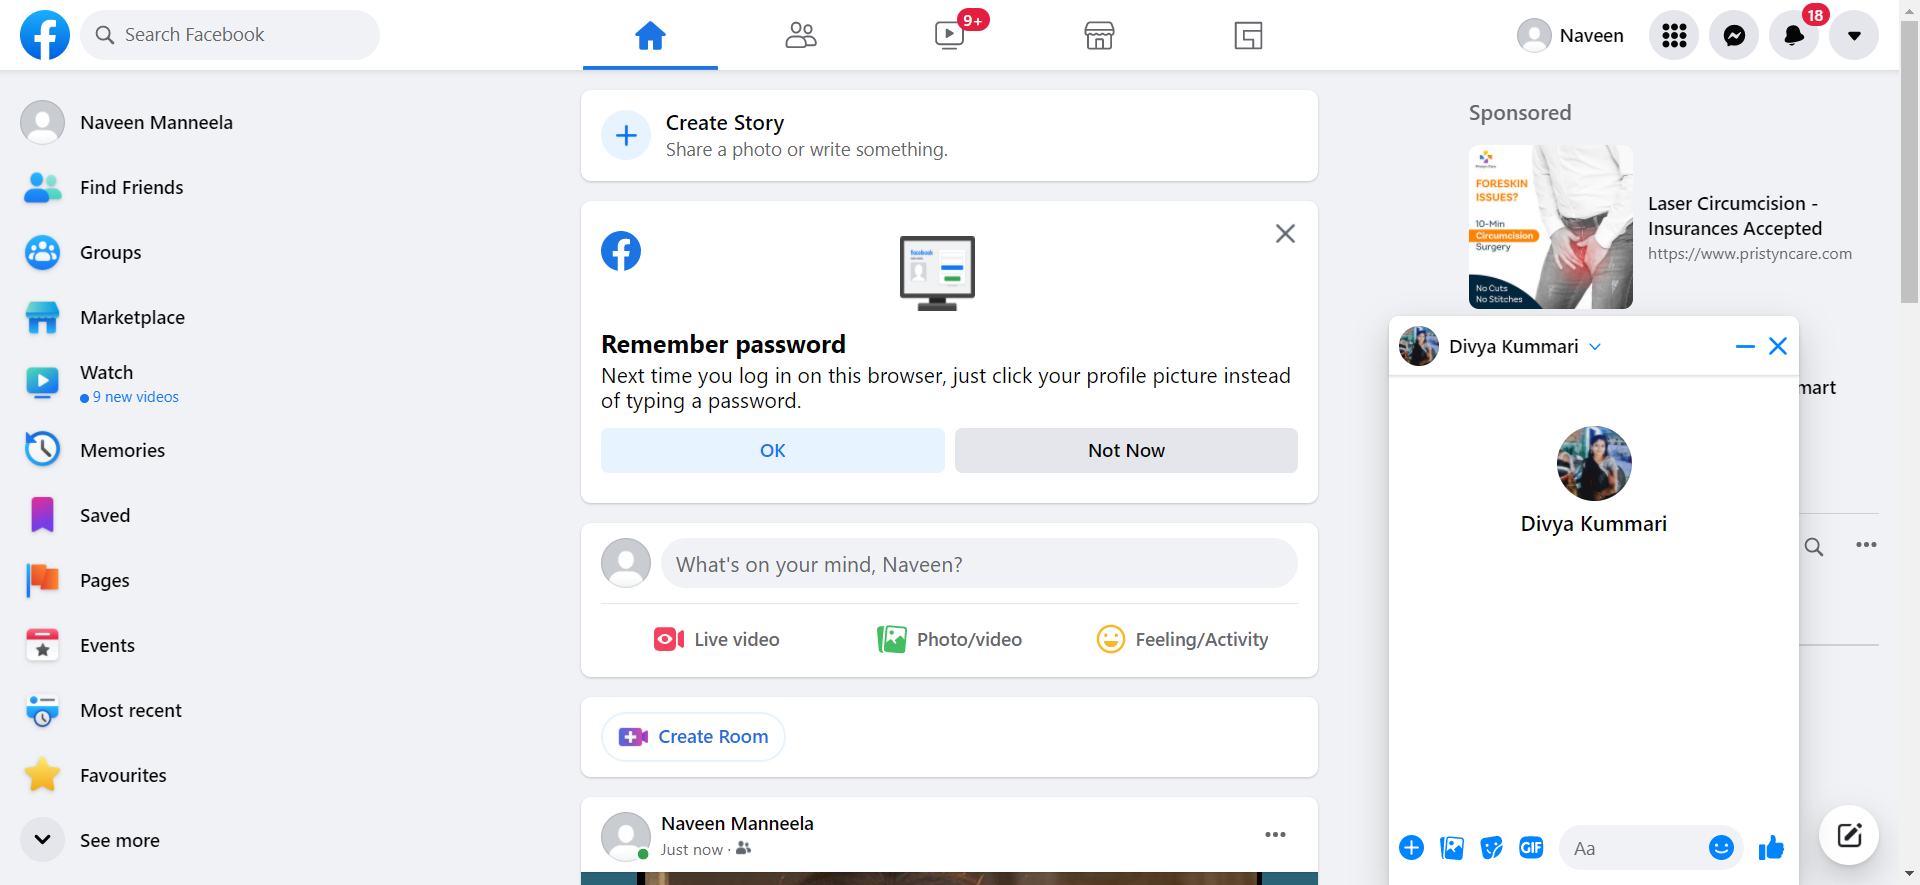 Search Facebook
9+
Naveen
18
Naveen Manneela
Find Friends
Groups
Marketplace
Watch
9 new videos
Memories
Saved
Pages
Events
Most recent
Favourites
See more
Create Story
Share a photo or write something.
facebook
Remember password
Next time you log in on this browser, just click your profile picture instead
of typing a password.
OK
Not Now
What's on your mind, Naveen?
Live video
Photo/video
Feeling/Activity
Create Room
Naveen Manneela
Just now ·
Sponsored
FORESKIN
ISSUES?
10-Min
Circumcision
Surgery
No Cuts
No Stitches
Laser Circumcision -
Insurances Accepted
https://www.pristyncare.com
mart
Divya Kummari
Divya Kummari
GIF
Aa